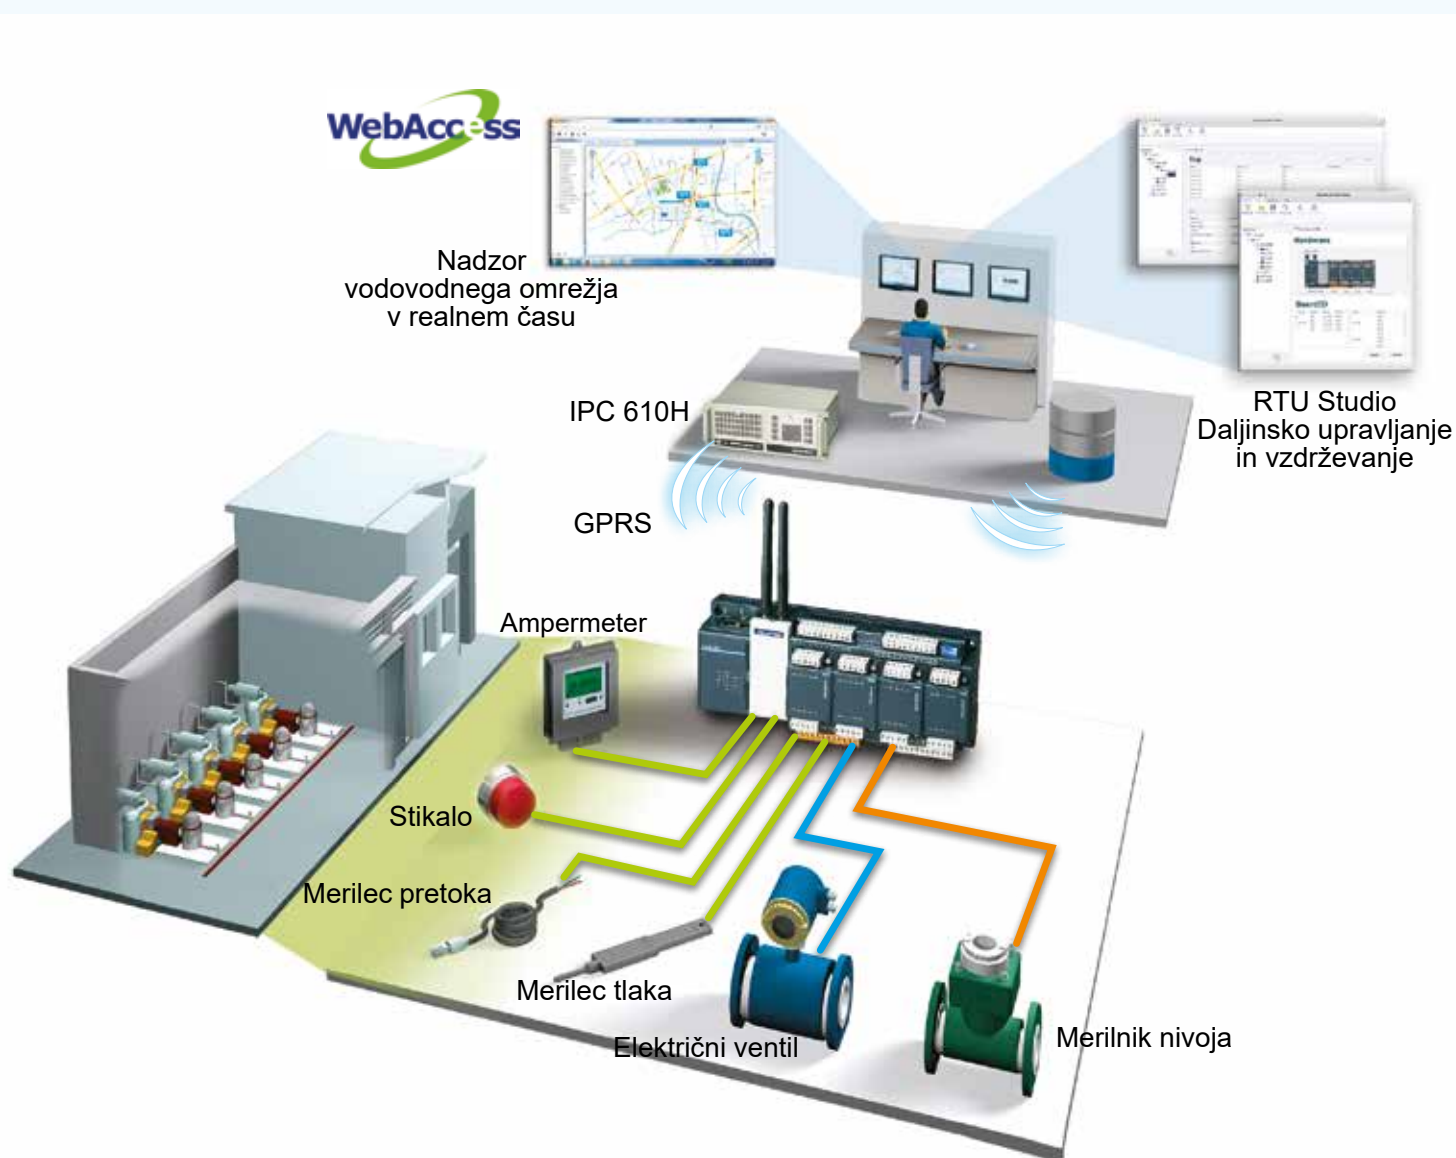 WebAccess
Nadzor
vodovodnega omrežja
v realnem času
IPC 610H
RTU Studio
Daljinsko upravljanje
in vzdrževanje
GPRS
Ampermeter
Stikalo
Merilec pretoka
Merilec tlaka
Električni ventil
Merilnik nivoja